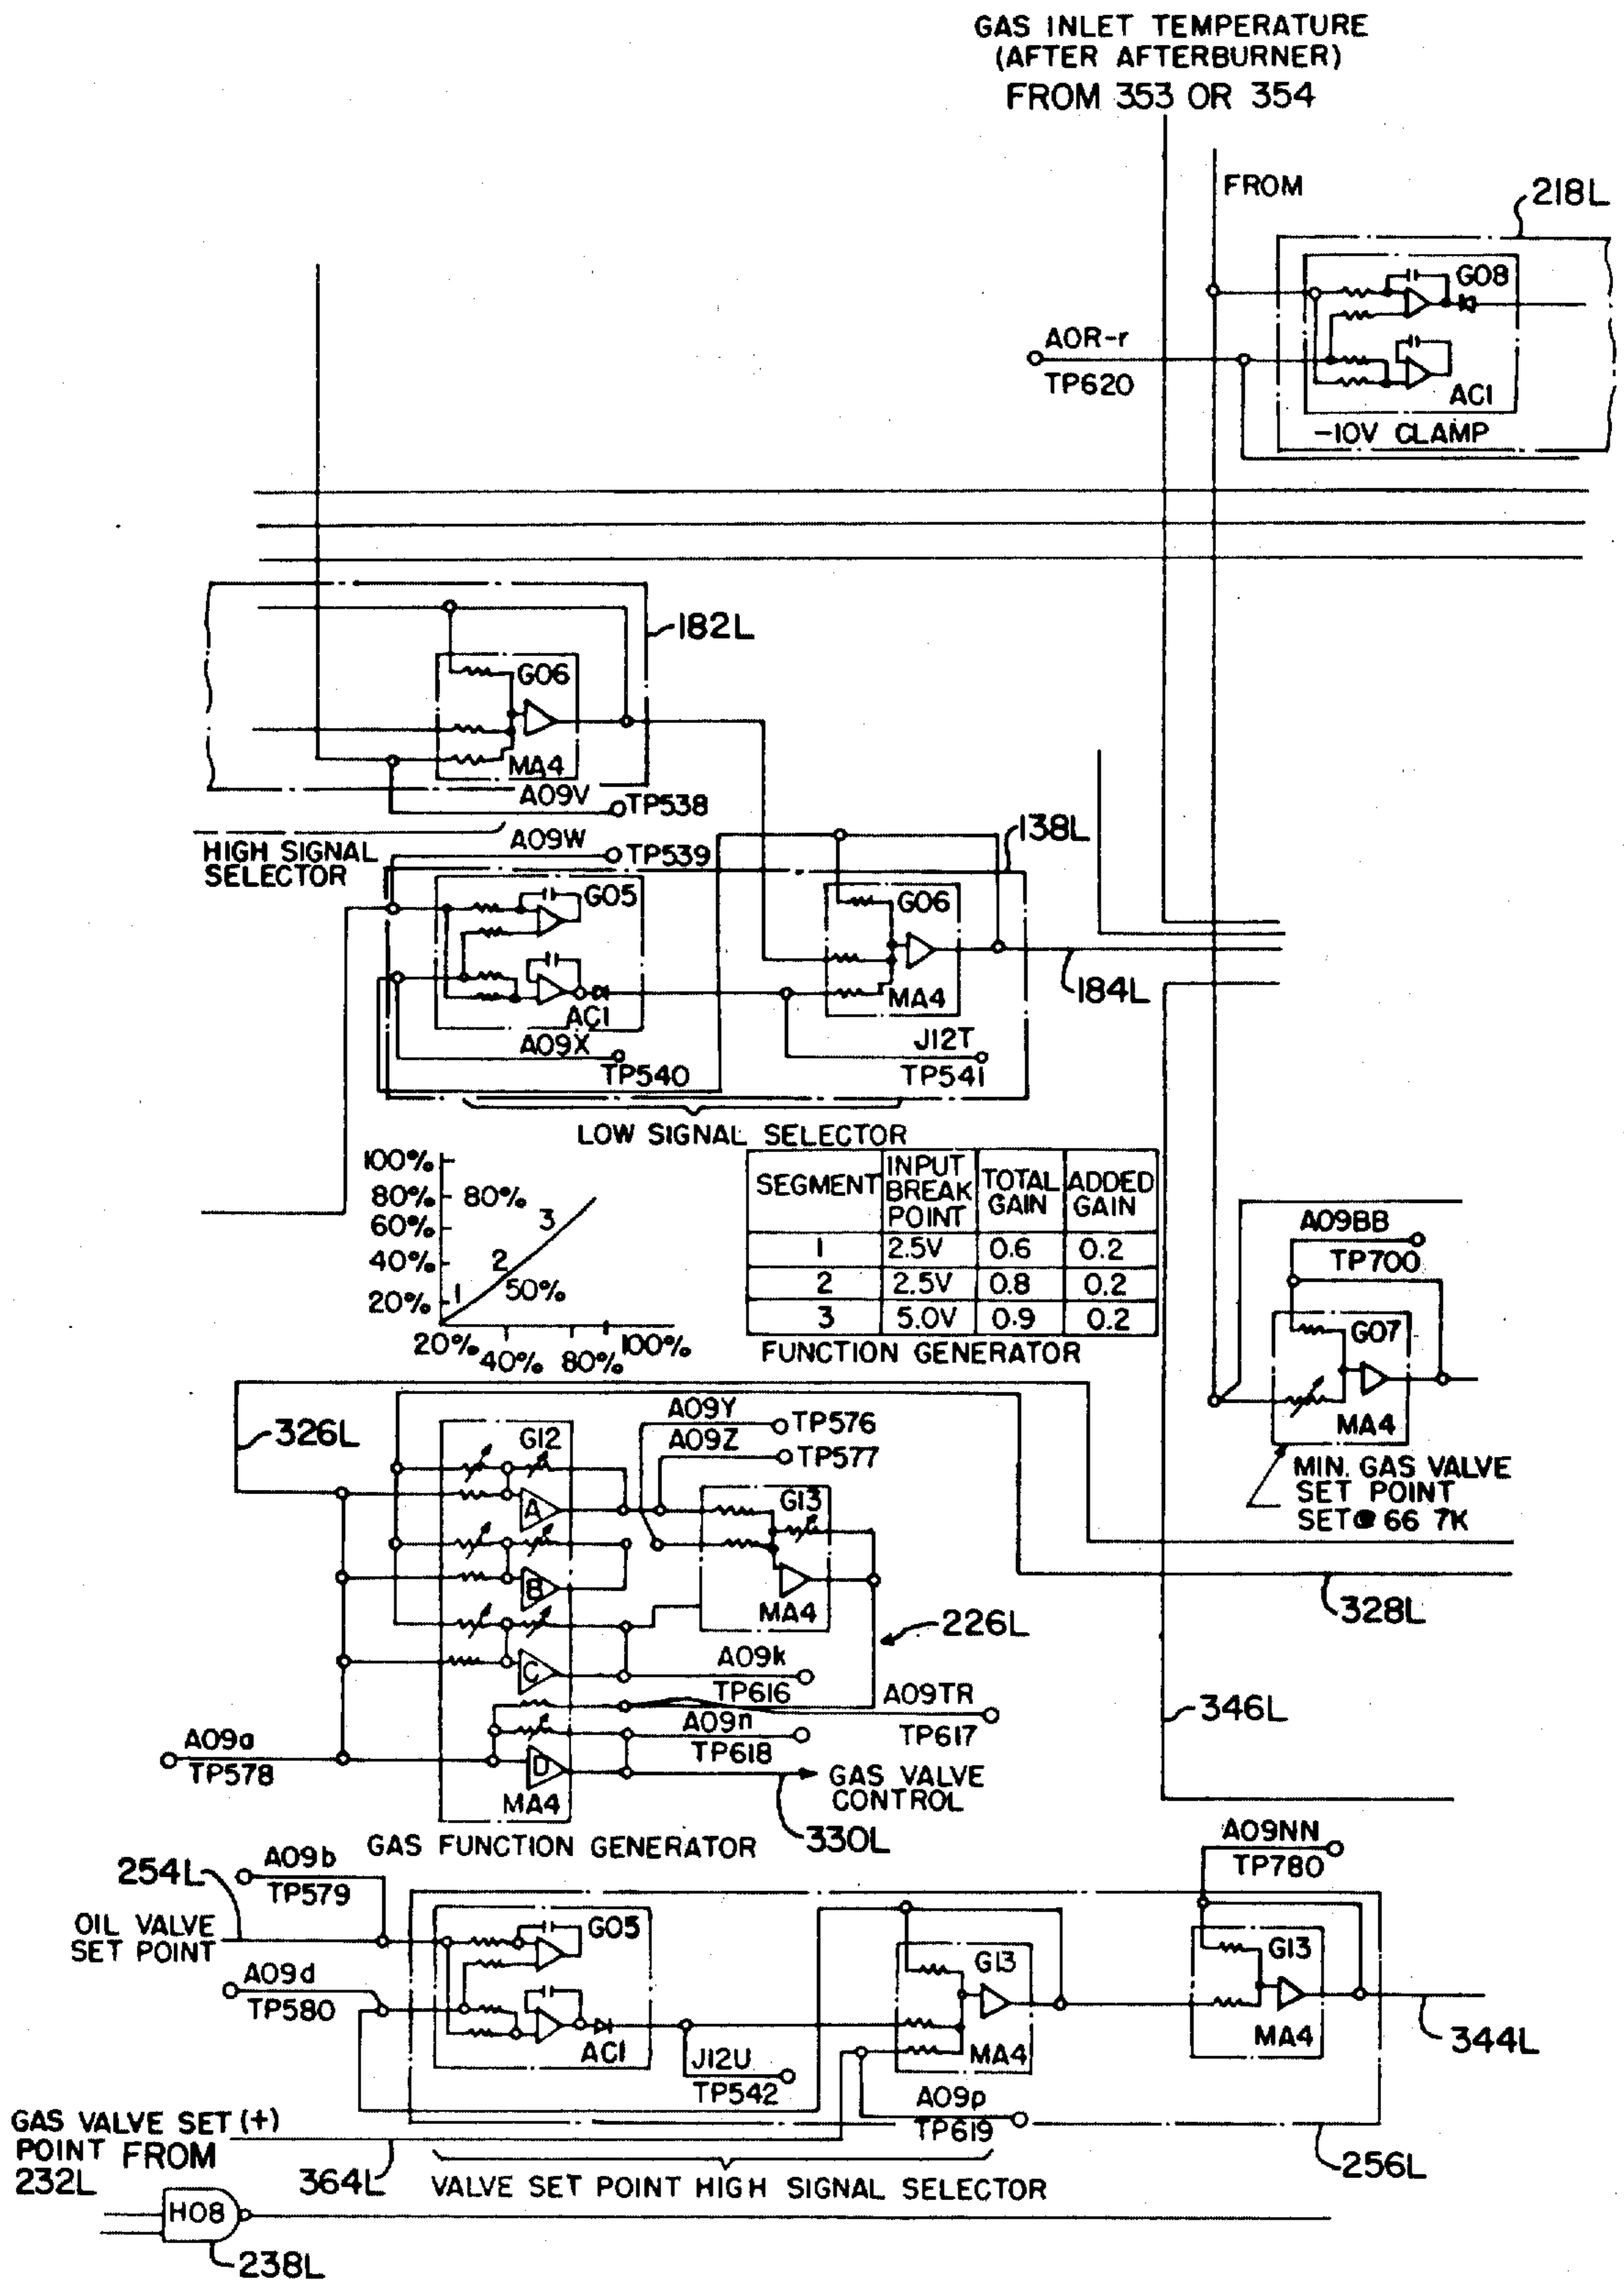 GAS INLET TEMPERATURE
(AFTER AFTERBURNER)
FROM 353 OR 354
FROM
218L
G08
AOR-r
TP620
AC1
-10V CLAMP
182L
G06
MA4
A09V
TP538
HIGH SIGNAL
SELECTOR
A09W
TP539
138L
G05
G06
AC1
MA4
184L
A09X
TP540
J12T
TP541
LOW SIGNAL SELECTOR
100%
80%
60%
40%
20%
80%
3
2
1
50%
20%
40%
80%
100%
SEGMENT INPUT BREAK POINT TOTAL GAIN ADDED GAIN
1 2.5V 0.6 0.2
2 2.5V 0.8 0.2
3 5.0V 0.9 0.2
FUNCTION GENERATOR
A09BB
TP700
G07
MA4
MIN. GAS VALVE
SET POINT
SET@ 66 7K
326L
G12
A09Y
TP576
A09Z
TP577
G13
A
B
C
D
MA4
226L
328L
A09k
TP616
A09TR
TP617
346L
A09n
TP618
A09a
TP578
MA4
GAS VALVE
CONTROL
330L
GAS FUNCTION GENERATOR
254L
A09b
TP579
OIL VALVE
SET POINT
A09d
TP580
G05
AC1
J12U
TP542
G13
MA4
A09p
TP619
A09NN
TP780
G13
MA4
344L
256L
GAS VALVE SET (+)
POINT FROM
232L
364L
VALVE SET POINT HIGH SIGNAL SELECTOR
H08
238L